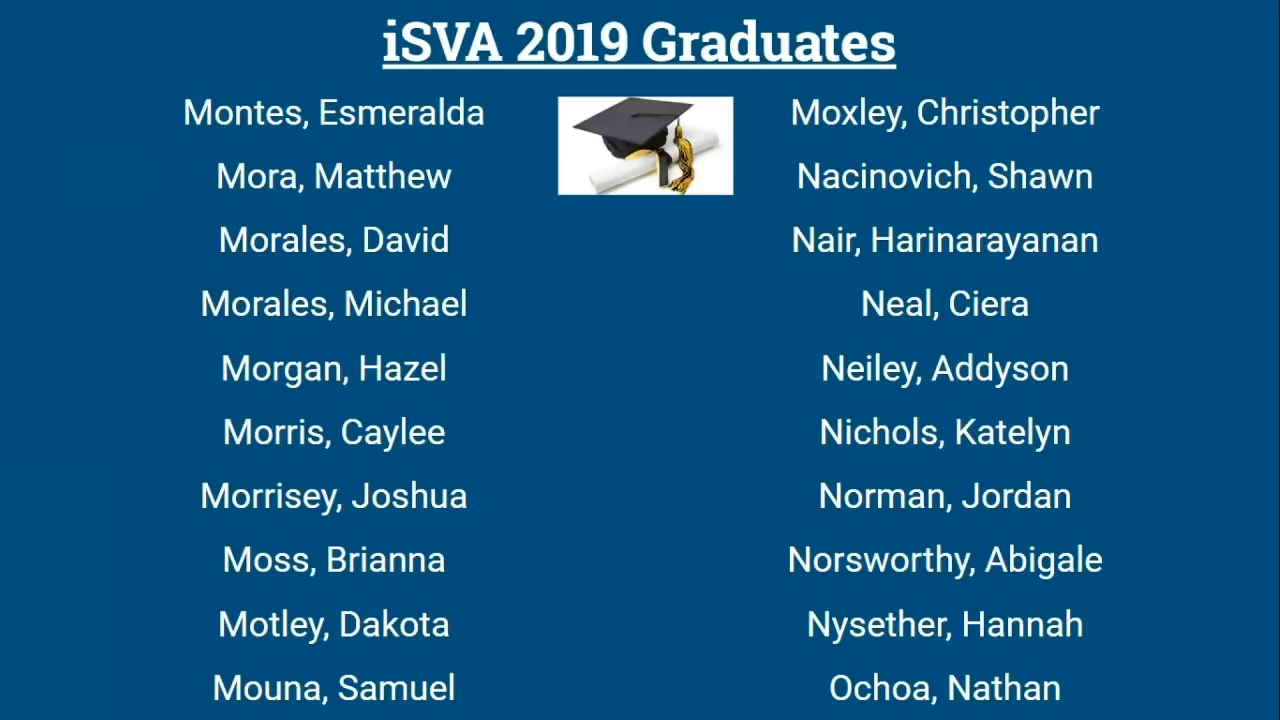 iSVA 2019 Graduates
Montes, Esmeralda
Mora, Matthew
Morales, David
Morales, Michael
Morgan, Hazel
Morris, Caylee
Morrisey, Joshua
Moss, Brianna
Motley, Dakota
Mouna, Samuel
Moxley, Christopher
Nacinovich, Shawn
Nair, Harinarayanan
Neal, Ciera
Neiley, Addyson
Nichols, Katelyn
Norman, Jordan
Norsworthy, Abigale
Nysether, Hannah
Ochoa, Nathan